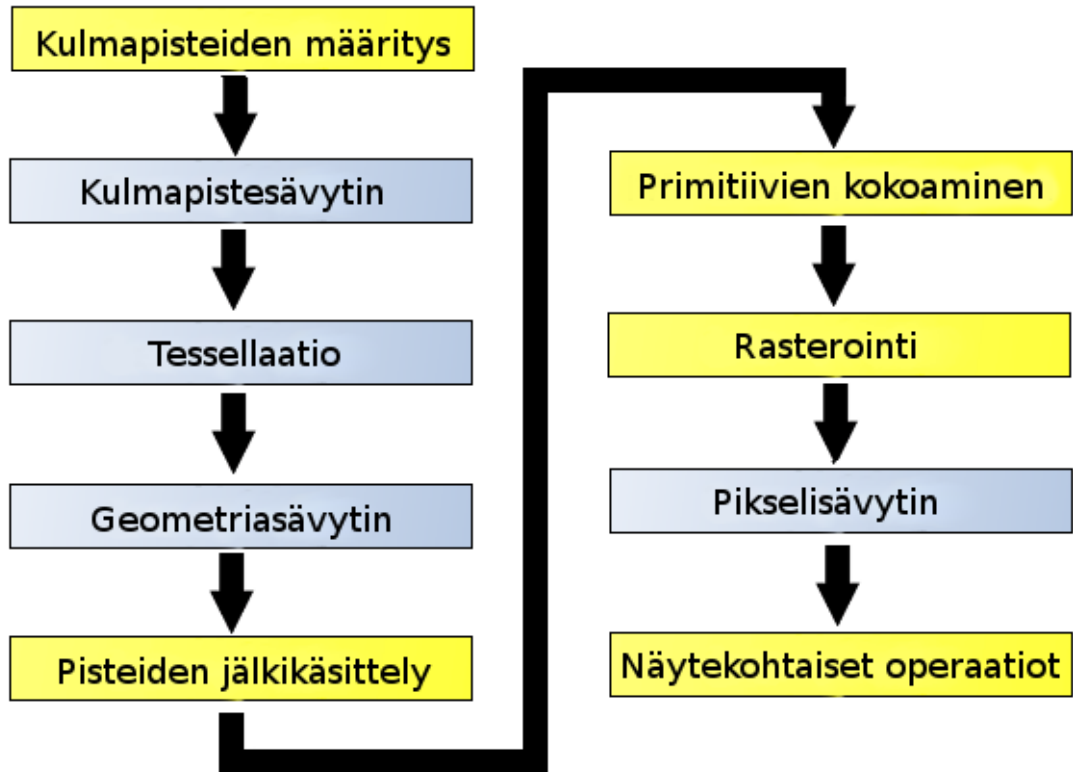 Kulmapisteiden määritys
Kulmapistesävytin
Tessellaatio
Geometriasävytin
Pisteiden jälkikäsittely
Primitiivien kokoaminen
Rasterointi
Pikselisävytin
Näytekohtaiset operaatiot